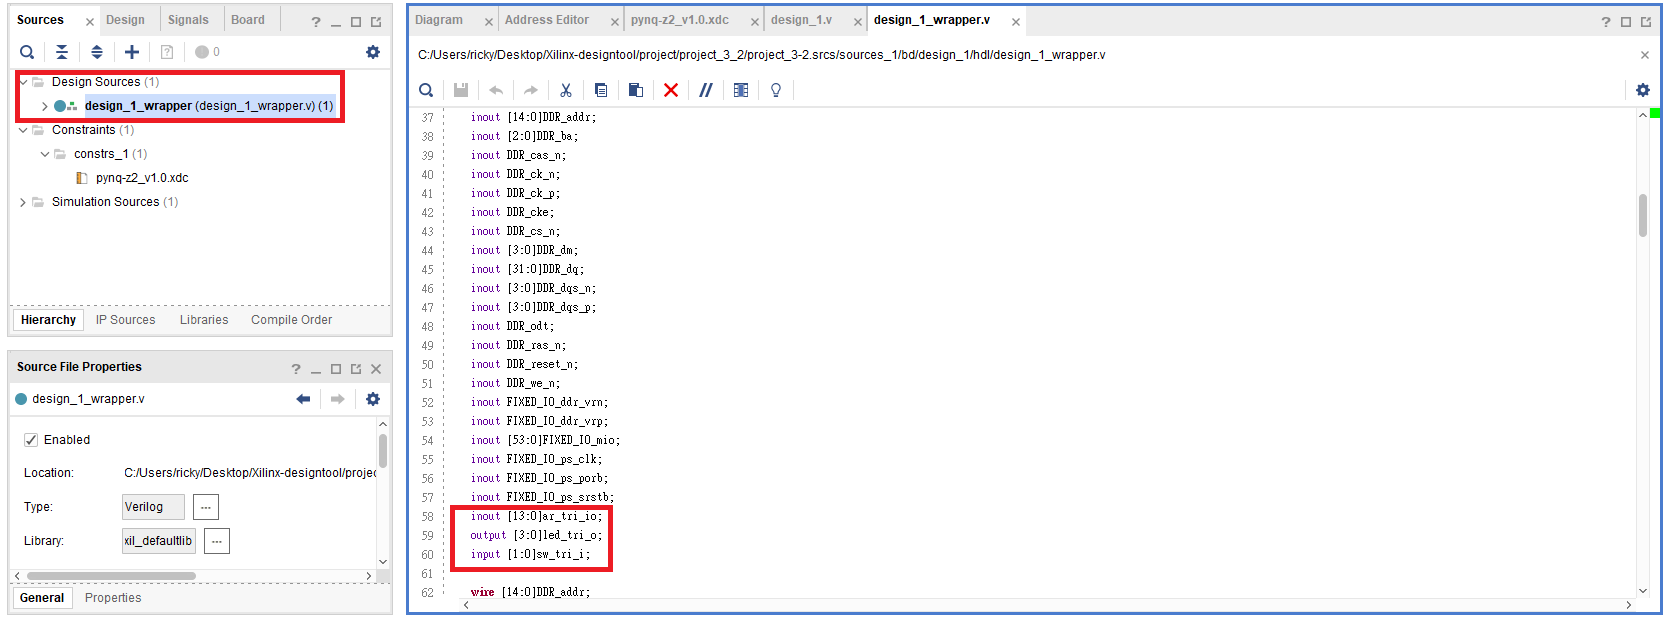 Sources
Design
Signals
Board
0
Design Sources (1)
design_1_wrapper (design_1_wrapper.v) (1)
Constraints (1)
constrs_1 (1)
pynq-z2_v1.0.xdc
Simulation Sources (1)
Hierarchy
IP Sources
Libraries
Compile Order
Source File Properties
design_1_wrapper.v
Enabled
Location: C:/Users/ricky/Desktop/Xilinx-designtool/projec
Type: Verilog ...
Library: xil_defaultlib ...
General
Properties
Diagram
Address Editor
pynq-z2_v1.0.xdc
design_1.v
design_1_wrapper.v
C:/Users/ricky/Desktop/Xilinx-designtool/project/project_3_2/project_3-2.srcs/sources_1/bd/design_1/hdl/design_1_wrapper.v
37 inout [14:0]DDR_addr;
38 inout [2:0]DDR_ba;
39 inout DDR_cas_n;
40 inout DDR_ck_n;
41 inout DDR_ck_p;
42 inout DDR_cke;
43 inout DDR_cs_n;
44 inout [3:0]DDR_dm;
45 inout [31:0]DDR_dq;
46 inout [3:0]DDR_dqs_n;
47 inout [3:0]DDR_dqs_p;
48 inout DDR_odt;
49 inout DDR_ras_n;
50 inout DDR_reset_n;
51 inout DDR_we_n;
52 inout FIXED_IO_ddr_vrn;
53 inout FIXED_IO_ddr_vrp;
54 inout [53:0]FIXED_IO_mio;
55 inout FIXED_IO_ps_clk;
56 inout FIXED_IO_ps_porb;
57 inout FIXED_IO_ps_srstb;
58 inout [13:0]ar_tri_io;
59 output [3:0]led_tri_o;
60 input [1:0]sw_tri_i;
61
62 wire [14:0]DDR_addr;